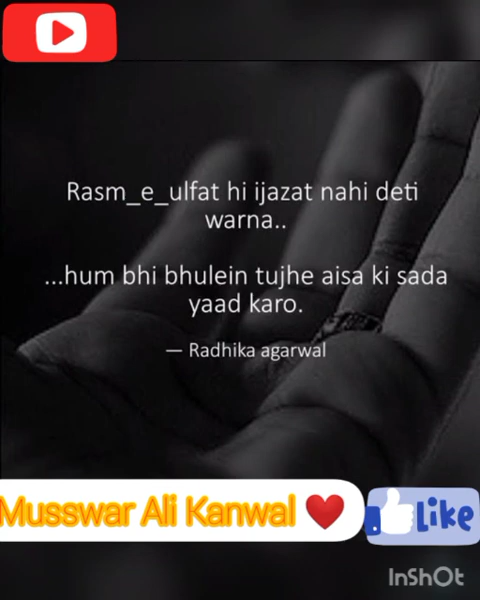 Rasm_e_ulfat hi ijazat nahi deti
warna..
...hum bhi bhulein tujhe aisa ki sada
yaad karo.
— Radhika agarwal
Musswar Ali Kanwal
Like
InShOt